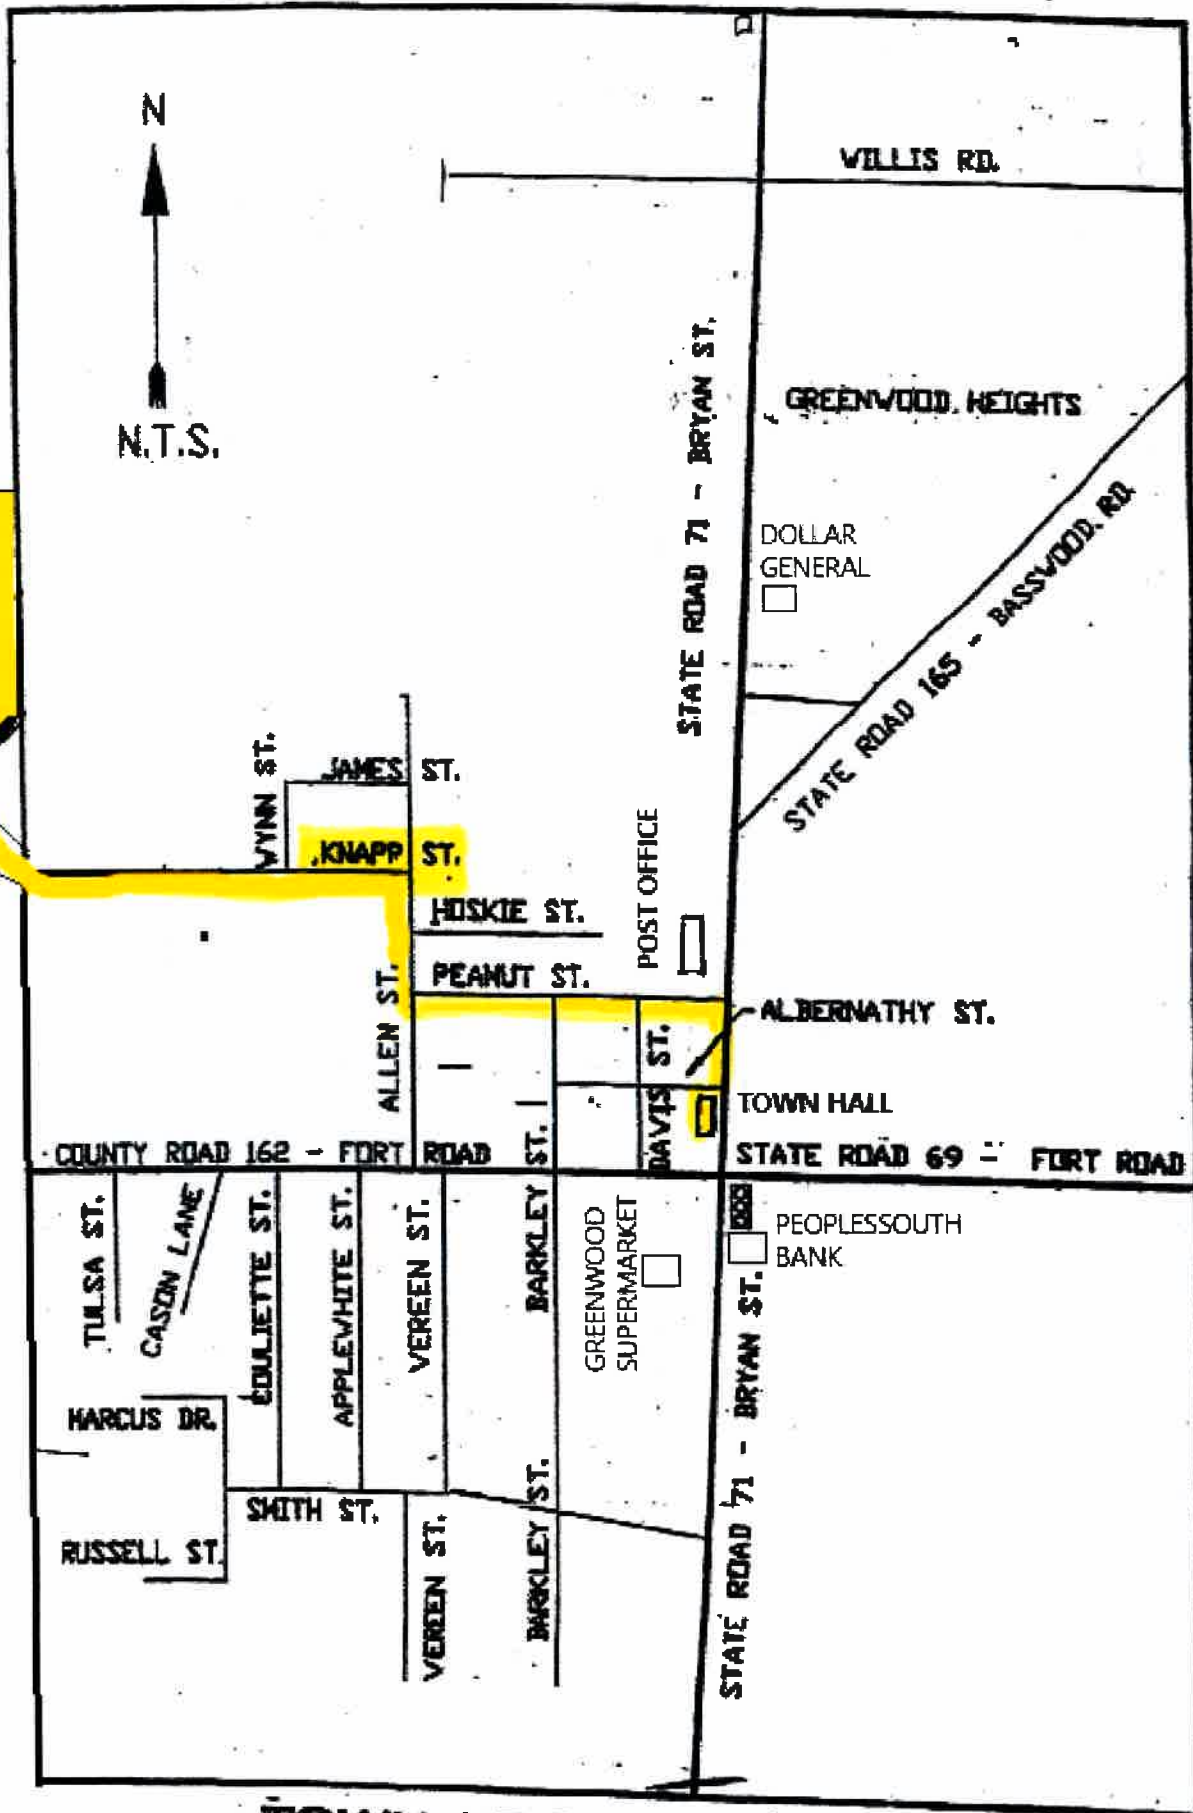 N
N.T.S.
WILLIS RD.
STATE ROAD 71 - BRYAN ST.
GREENWOOD HEIGHTS
DOLLAR
GENERAL
STATE ROAD 165 - BASSWOOD RD.
WYNN ST.
JAMES ST.
KNAPP ST.
HOSKIE ST.
PEANUT ST.
POST OFFICE
ALLEN ST.
DAVIS ST.
ALBERNATHY ST.
TOWN HALL
COUNTY ROAD 162 - FORT ROAD
STATE ROAD 69 - FORT ROAD
TULSA ST.
CASON LANE
COULIETTE ST.
APPLEWHITE ST.
VEREEN ST.
BARKLEY ST.
GREENWOOD
SUPERMARKET
PEOPLESSOUTH
BANK
HARCUS DR.
SMITH ST.
RUSSELL ST.
VEREEN ST.
BARKLEY ST.
STATE ROAD 71 - BRYAN ST.